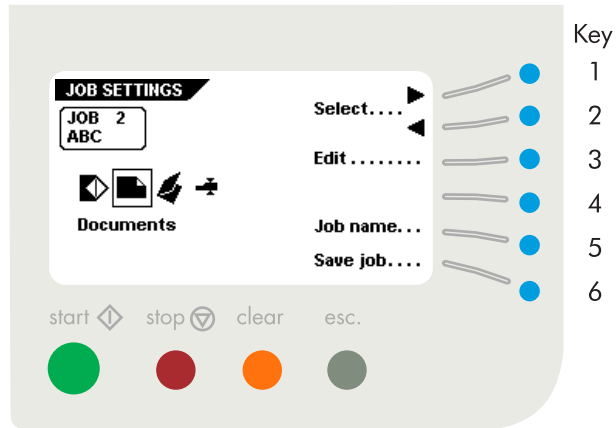 Key
JOB SETTINGS
JOB 2
ABC
Select....
Edit........
Documents
Job name...
Save job....
1
2
3
4
5
6
start
stop
clear
esc.